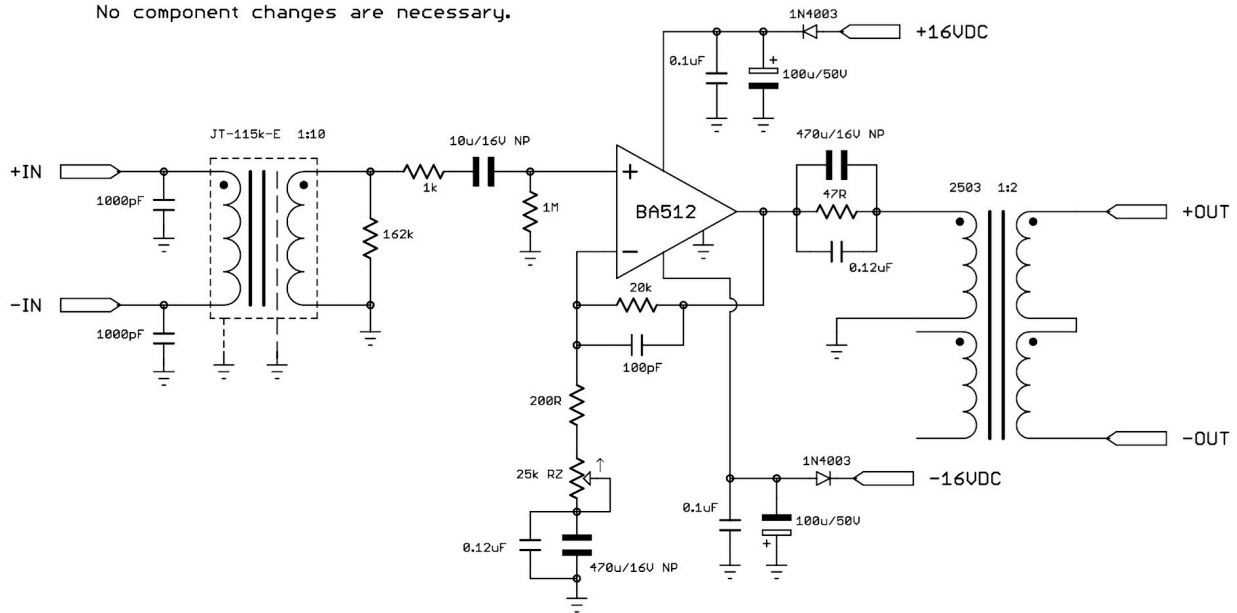 No component changes are necessary.
1N4003
+16VDC
0.1uF
+
100u/50V
JT-115k-E 1:10
10u/16V NP
470u/16V NP
+IN
1k
+
BA512
47R
2503 1:2
+OUT
1000pF
1M
162k
−
0.12uF
20k
-IN
1000pF
100pF
200R
-OUT
25k RZ
↑
1N4003
-16VDC
0.1uF
100u/50V
+
0.12uF
470u/16V NP